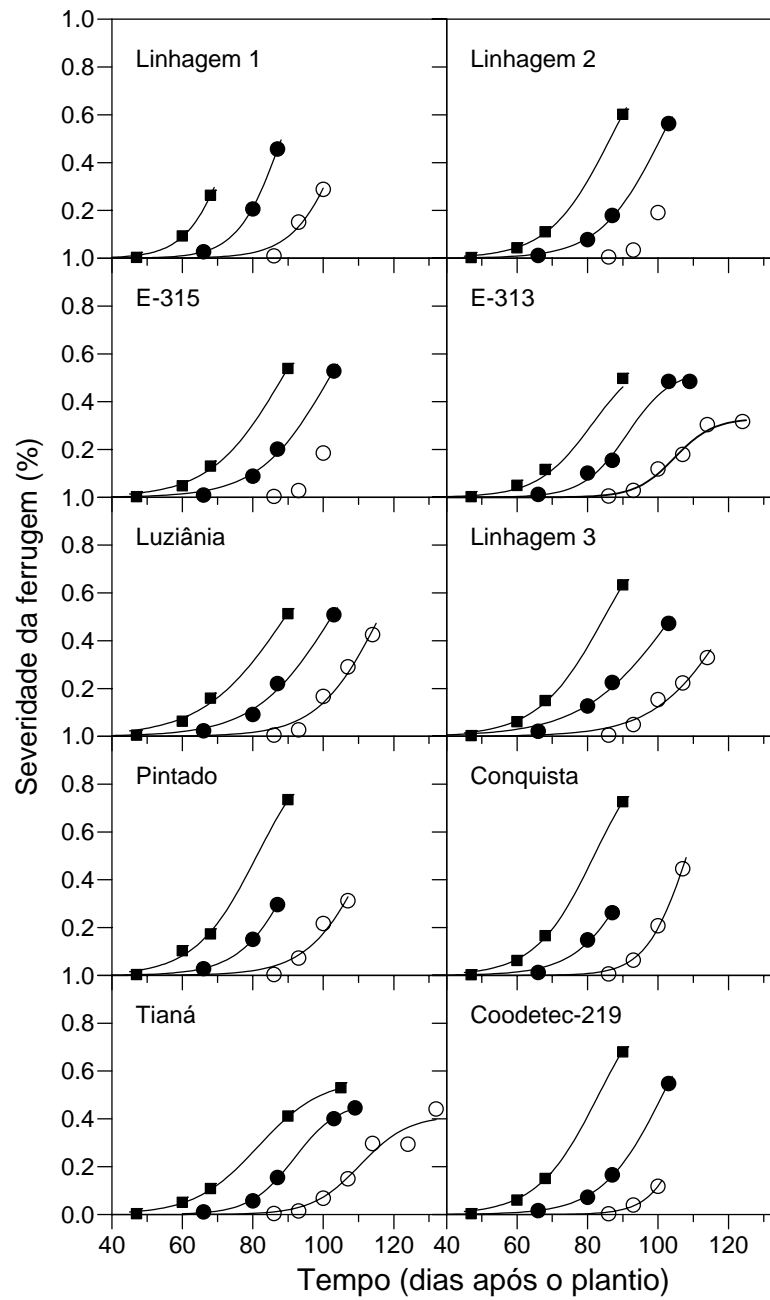 1.0
Linhagem 1
Linhagem 2
0.8
0.6
0.4
0.2
1.0
E-315
E-313
0.8
0.6
0.4
0.2
1.0
Luziânia
Linhagem 3
0.8
0.6
0.4
0.2
1.0
Pintado
Conquista
0.8
0.6
0.4
0.2
1.0
Tianá
Coodetec-219
0.8
0.6
0.4
0.2
0.0
40 60 80 100 120 40 60 80 100 120
Tempo (dias após o plantio)
Severidade da ferrugem (%)